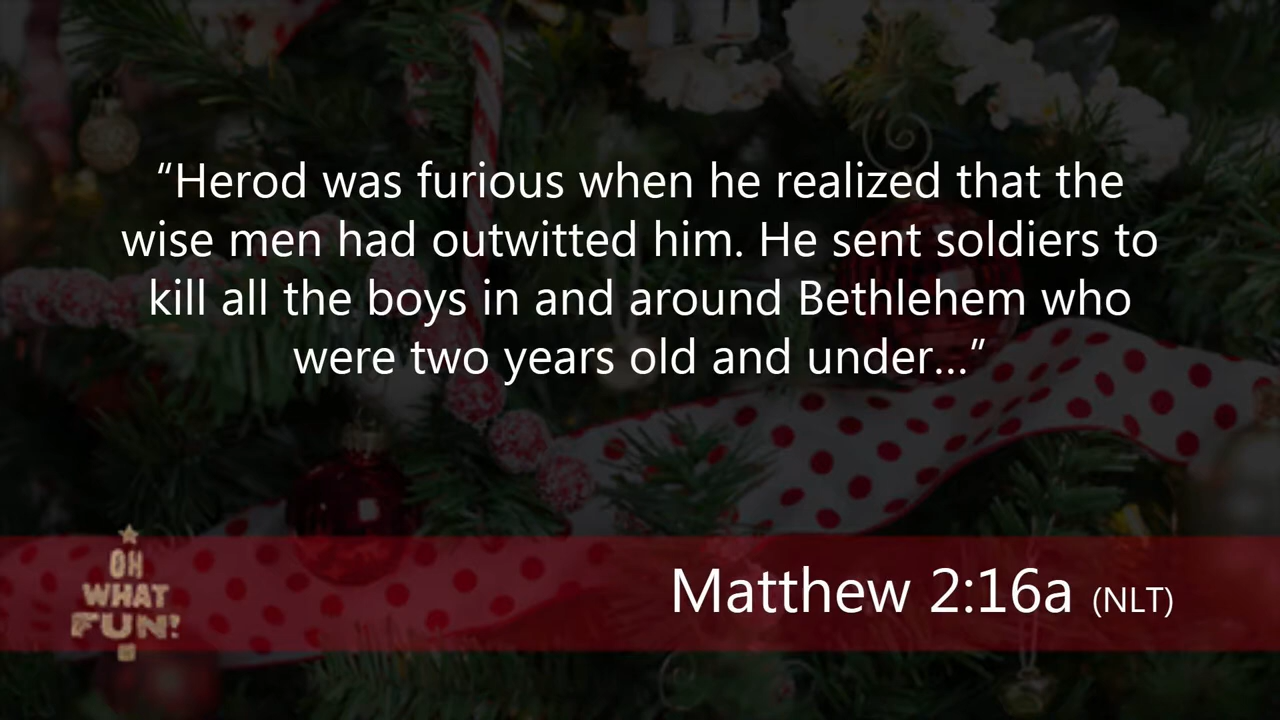 “Herod was furious when he realized that the
wise men had outwitted him. He sent soldiers to
kill all the boys in and around Bethlehem who
were two years old and under...”
OH
WHAT
FUN!
Matthew 2:16a (NLT)